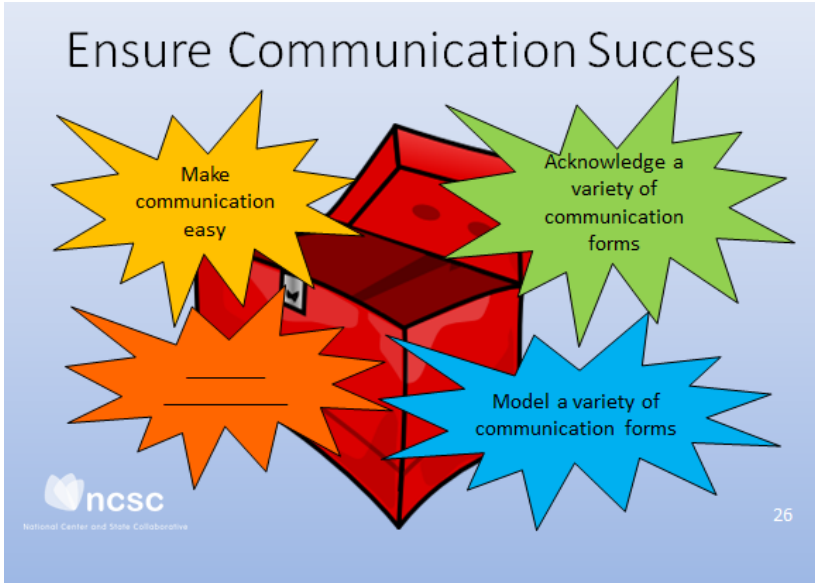 Ensure Communication Success
Make
communication
easy
Acknowledge a
variety of
communication
forms
Model a variety of
communication forms
ncsc
National Center and State Collaborative
26